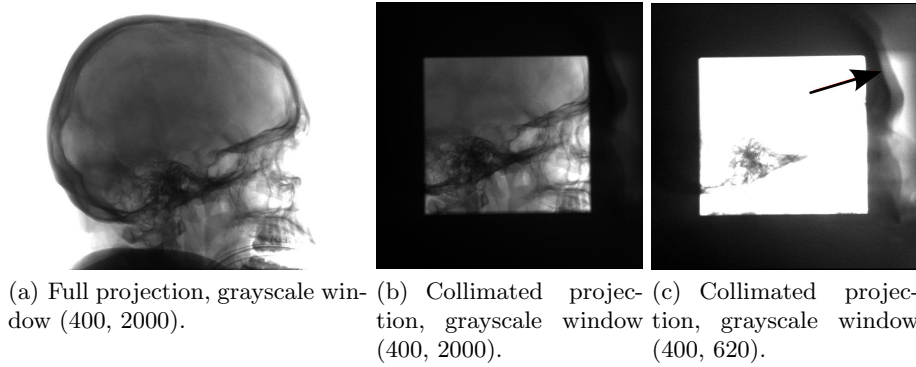 (a) Full projection, grayscale win-
dow (400, 2000).
(b) Collimated projec-
tion, grayscale window
(400, 2000).
(c) Collimated projec-
tion, grayscale window
(400, 620).